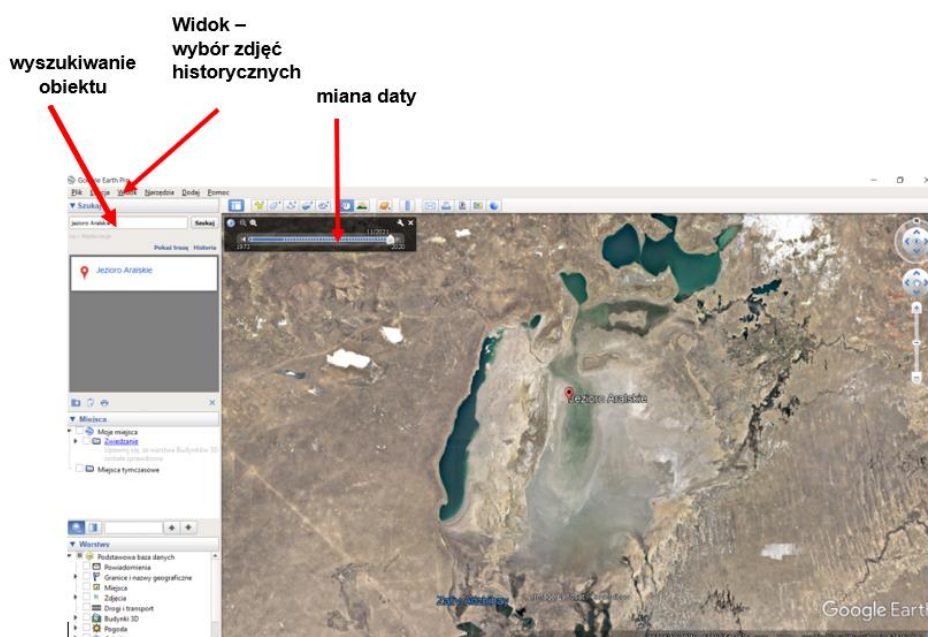 Widok –
wybór zdjęć
historycznych
wyszukiwanie
obiektu
miana daty
Google Earth Pro
Plik Edycja Widok Narzędzia Dodaj Pomoc
▼ Szukaj
jezioro Aralskie
Szukaj
Pokaż trasę Historia
Jezioro Aralskie
11/2021
1973
2020
▼ Miejsca
Moje miejsca
Zwiedzanie
Miejsca tymczasowe
▼ Warstwy
Podstawowa baza danych
Powiadomienia
Granice i nazwy geograficzne
Miejsca
Zdjęcia
Drogi i transport
Budynki 3D
Pogoda
Jezioro Aralskie
Google Earth